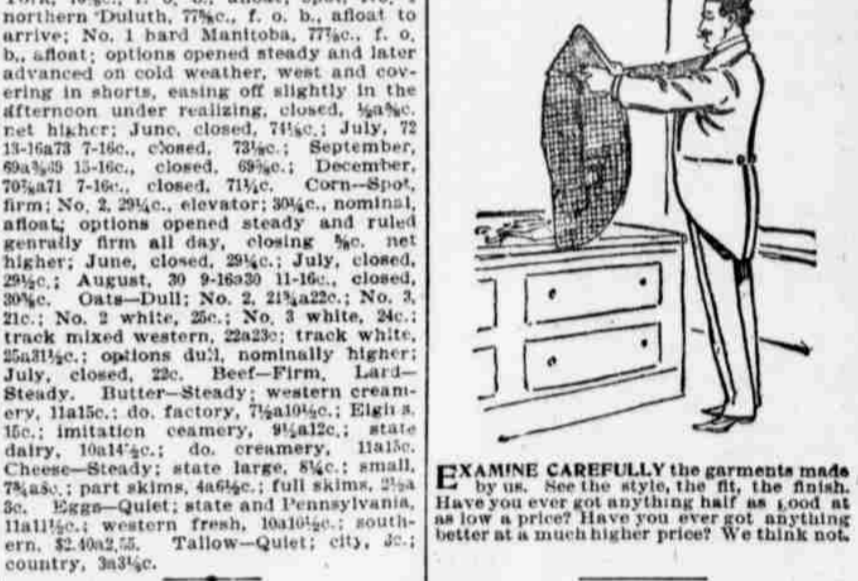 northern Duluth, 77⅝c., f. o. b., afloat to
arrive; No. 1 hard Manitoba, 77⅞c., f. o.
b., afloat; options opened steady and later
advanced on cold weather, west and cov-
ering in shorts, easing off slightly in the
afternoon under realizing, closed,
net higher; June, closed, 74⅛c.; July, 72
13-16a73 7-16c., closed, 73⅛c.; September,
15-16c., closed, 69⅝c.; December,
70⅞a71 7-16c., closed, 71¼c. Corn—Spot,
firm; No. 2, 29¼c., elevator; 30¼c., nominal,
afloat; options opened steady and ruled
genrally firm all day, closing ⅜c. net
higher; June, closed, 29¼c.; July, closed,
29½c.; August, 30 9-16a30 11-16c., closed,
30⅝c. Oats—Dull; No. 2, 21¾a22c.; No. 3,
21c.; No. 2 white, 25c.; No. 3 white, 24c.;
track mixed western, 22a23c; track white,
25a31½c.; options dull, nominally higher;
July, closed, 22c. Beef—Firm. Lard—
Steady. Butter—Steady; western cream-
ery, 11a15c.; do. factory, 7½a10½c.; Elgins,
15c.; imitation ceamery, 9½a12c.; state
dairy, 10a14½c.; do. creamery, 11a15c.
Cheese—Steady; state large, 8¼c.; small,
7¾a8c.; part skims, 4a6½c.; full skims, 2½a
3c. Eggs—Quiet; state and Pennsylvania,
11a11½c.; western fresh, 10a10½c.; south-
ern, $2.40a2.55. Tallow—Quiet; city, 3c.;
country, 3a3¼c.
EXAMINE CAREFULLY the garments made
by us. See the style, the fit, the finish.
Have you ever got anything half as good at
as low a price? Have you ever got anything
better at a much higher price? We think not.